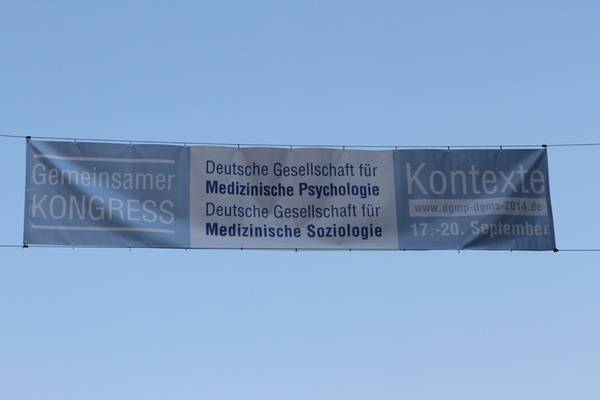 Gemeinsamer
KONGRESS
Deutsche Gesellschaft für
Medizinische Psychologie
Deutsche Gesellschaft für
Medizinische Soziologie
Kontexte
www.dgmp-dgms-2014.de
17.-20. September